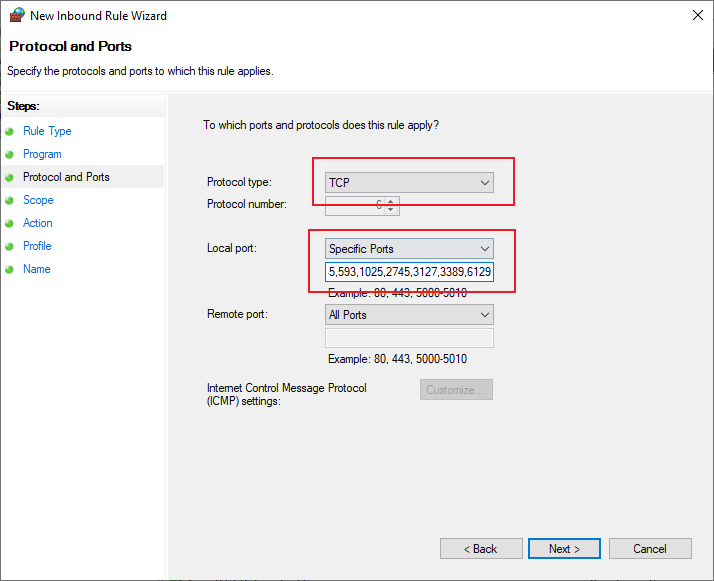 New Inbound Rule Wizard
Protocol and Ports
Specify the protocols and ports to which this rule applies.
Steps:
Rule Type
Program
Protocol and Ports
Scope
Action
Profile
Name
To which ports and protocols does this rule apply?
Protocol type: TCP
Protocol number: 6
Local port: Specific Ports
5,593,1025,2745,3127,3389,6129
Example: 80, 443, 5000-5010
Remote port: All Ports
Example: 80, 443, 5000-5010
Internet Control Message Protocol
(ICMP) settings:
Customize...
< Back
Next >
Cancel